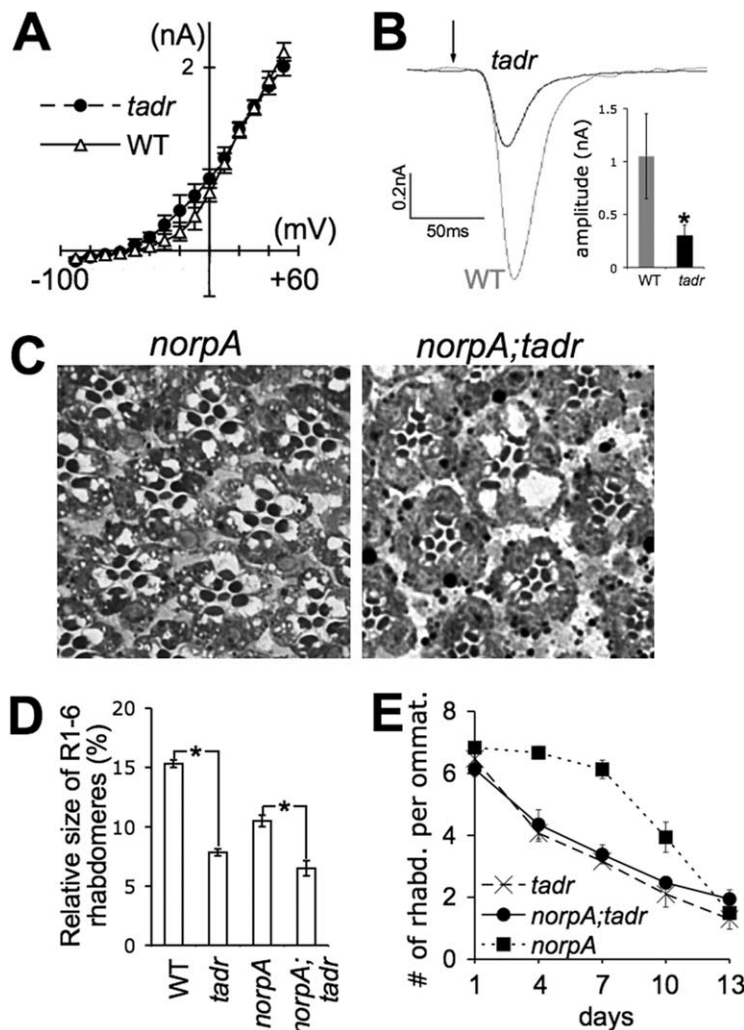 A
(nA)
2
tadr
WT
(mV)
-100
+60
B
tadr
0.2nA
50ms
WT
amplitude (nA)
1.5
1
0.5
0
*
WT
tadr
C
norpA
norpA;tadr
D
Relative size of R1-6
rhabdomeres (%)
20
15
10
5
0
*
*
WT
tadr
norpA
norpA;
tadr
E
# of rhabd. per ommat.
8
6
4
2
0
tadr
norpA;tadr
norpA
1
4
7
10
13
days